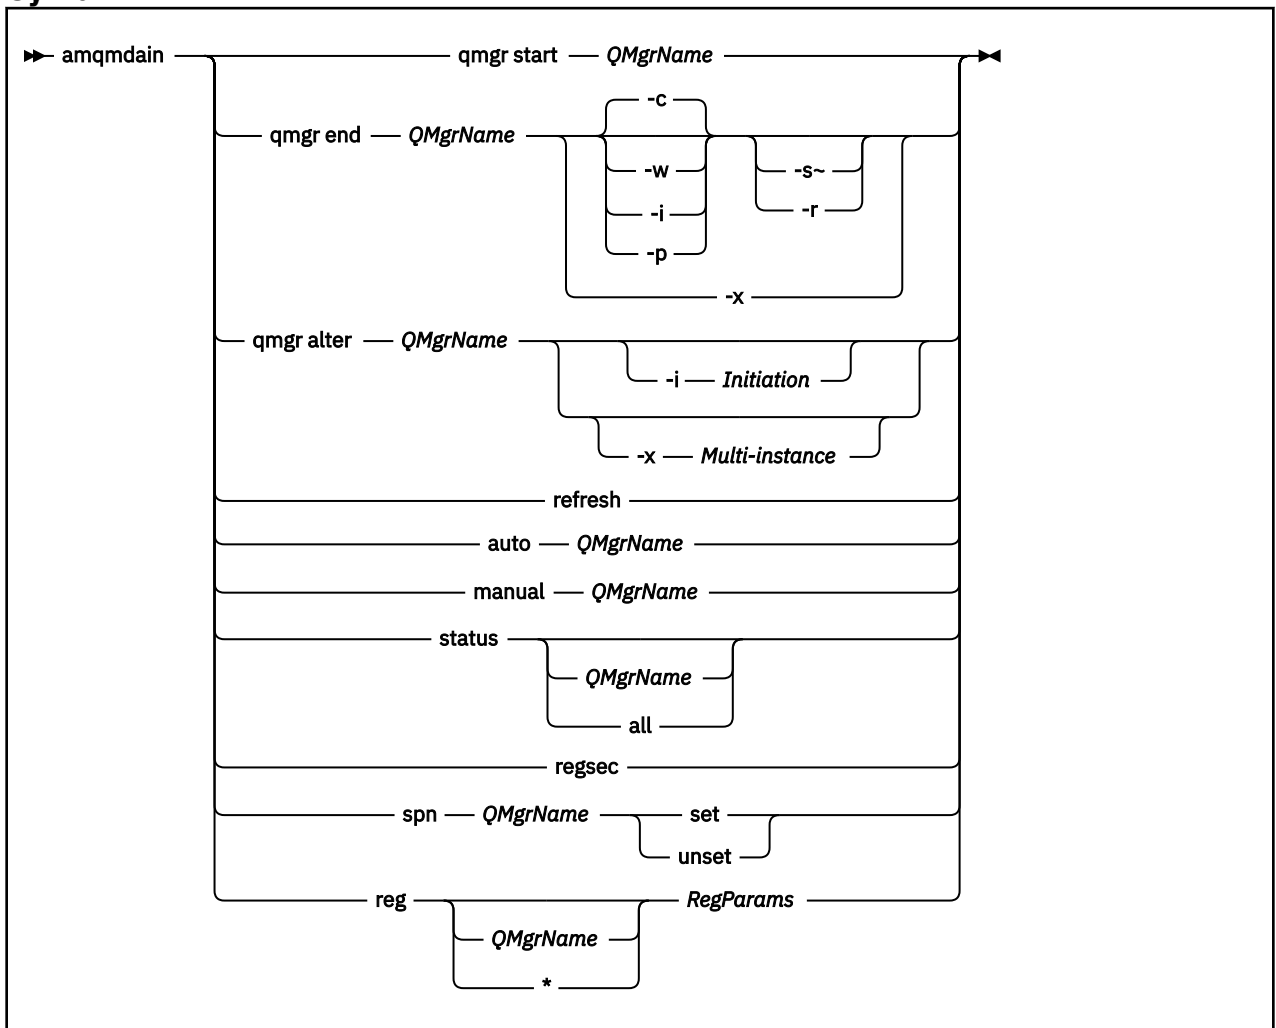 amqmdain qmgr start QMgrName
-c
qmgr end QMgrName
-w -s~
-i -r
-p
-x
qmgr alter QMgrName
-i Initiation
-x Multi-instance
refresh
auto QMgrName
manual QMgrName
status
QMgrName
all
regsec
spn QMgrName set
unset
reg RegParams
QMgrName
*